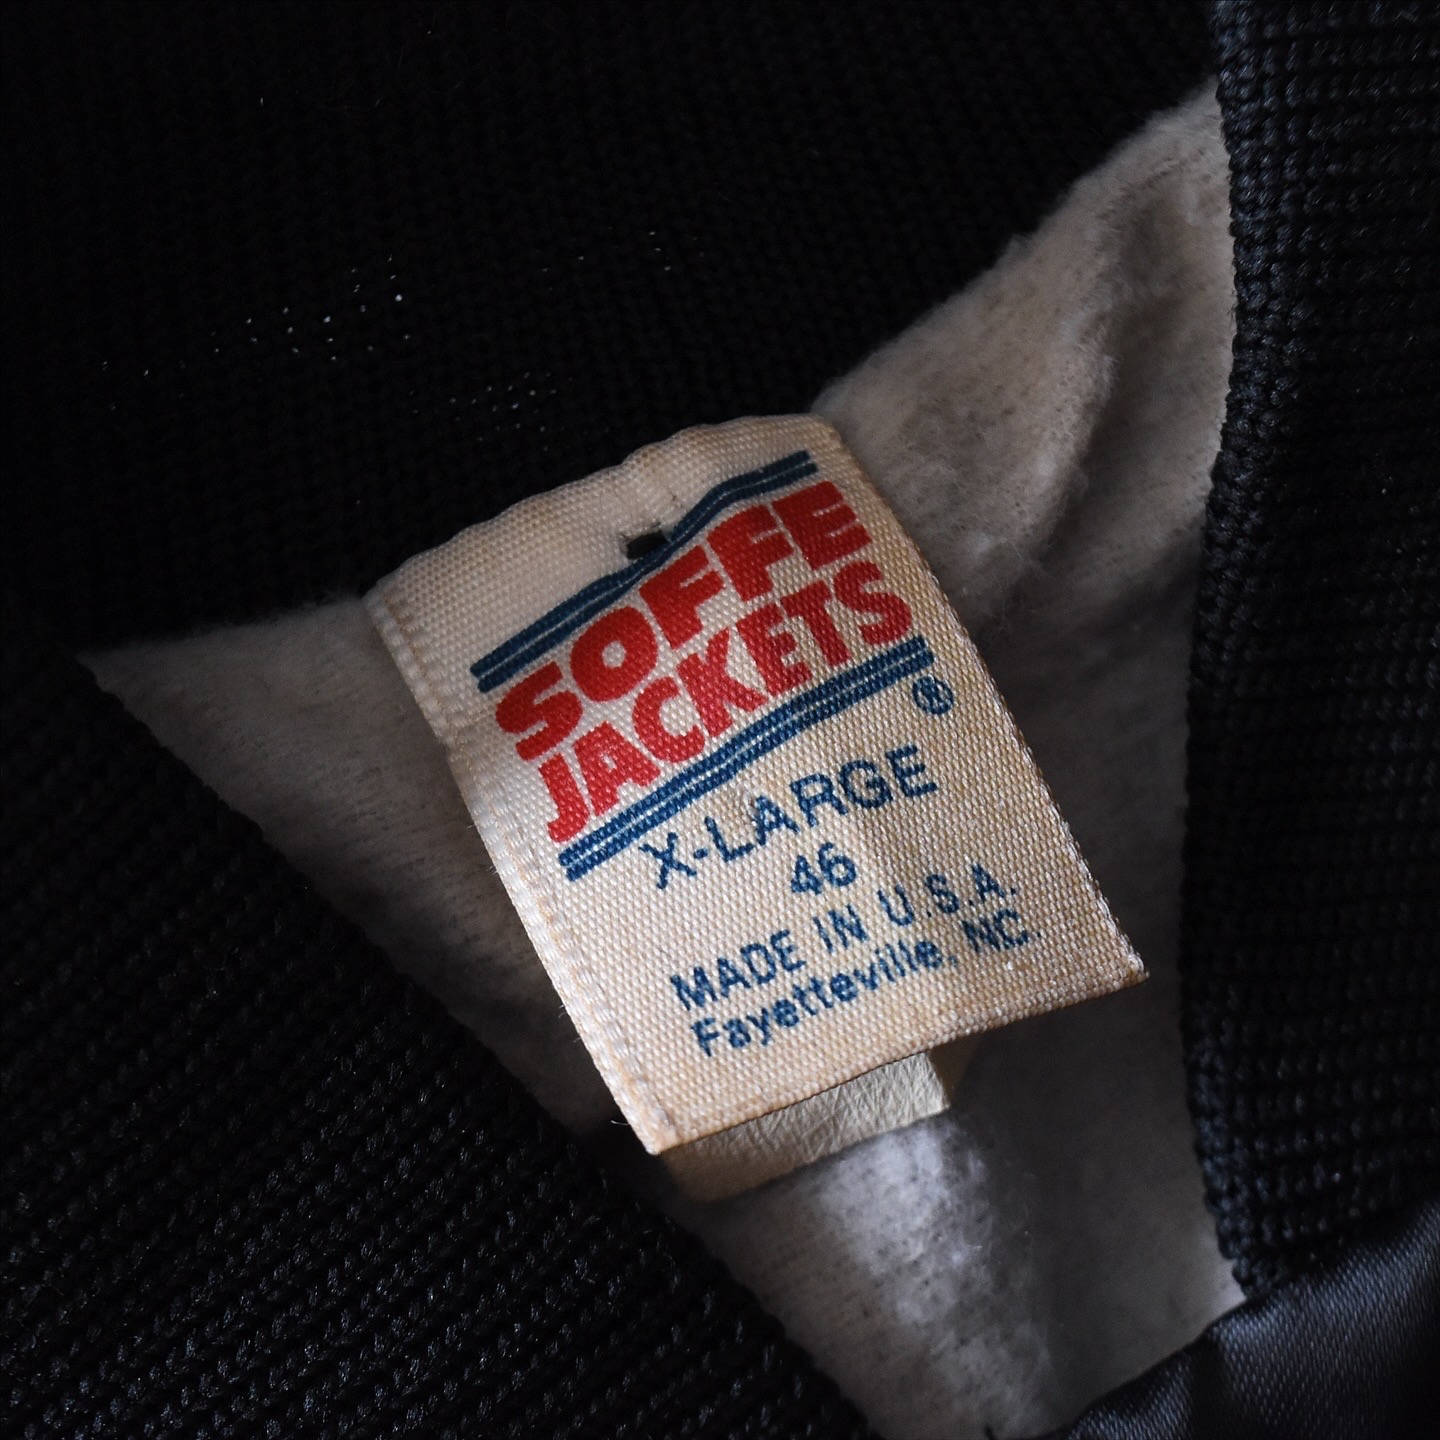 SOFFE
JACKETS
®
X-LARGE
46
MADE IN U.S.A.
Fayetteville, NC